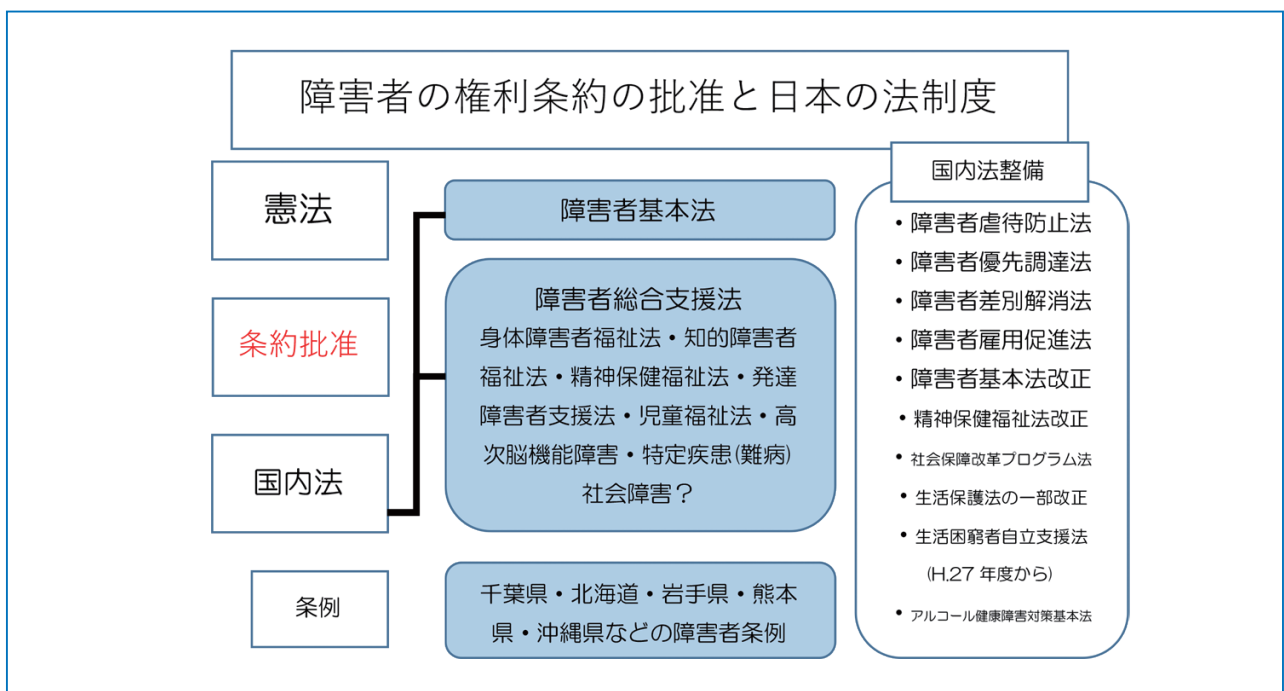 障害者の権利条約の批准と日本の法制度
憲法
条約批准
国内法
条例
障害者基本法
障害者総合支援法
身体障害者福祉法・知的障害者
福祉法・精神保健福祉法・発達
障害者支援法・児童福祉法・高
次脳機能障害・特定疾患(難病)
社会障害？
千葉県・北海道・岩手県・熊本
県・沖縄県などの障害者条例
国内法整備
・障害者虐待防止法
・障害者優先調達法
・障害者差別解消法
・障害者雇用促進法
・障害者基本法改正
・精神保健福祉法改正
・社会保障改革プログラム法
・生活保護法の一部改正
・生活困窮者自立支援法
(H.27 年度から)
・アルコール健康障害対策基本法